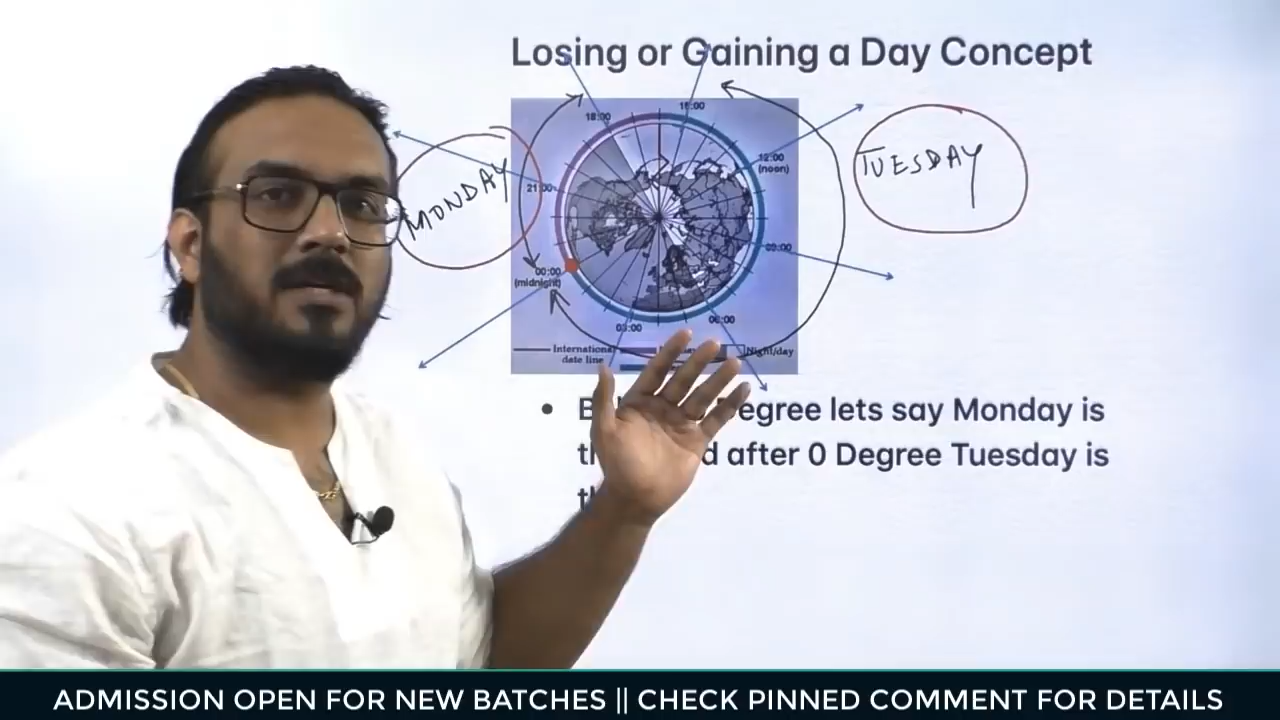 Losing or Gaining a Day Concept
18:00
15:00
12:00
(noon)
21:00
MONDAY
TUESDAY
09:00
00:00
(midnight)
03:00
06:00
International
date line
Night/day
Degree lets say Monday is
after 0 Degree Tuesday is
ADMISSION OPEN FOR NEW BATCHES || CHECK PINNED COMMENT FOR DETAILS